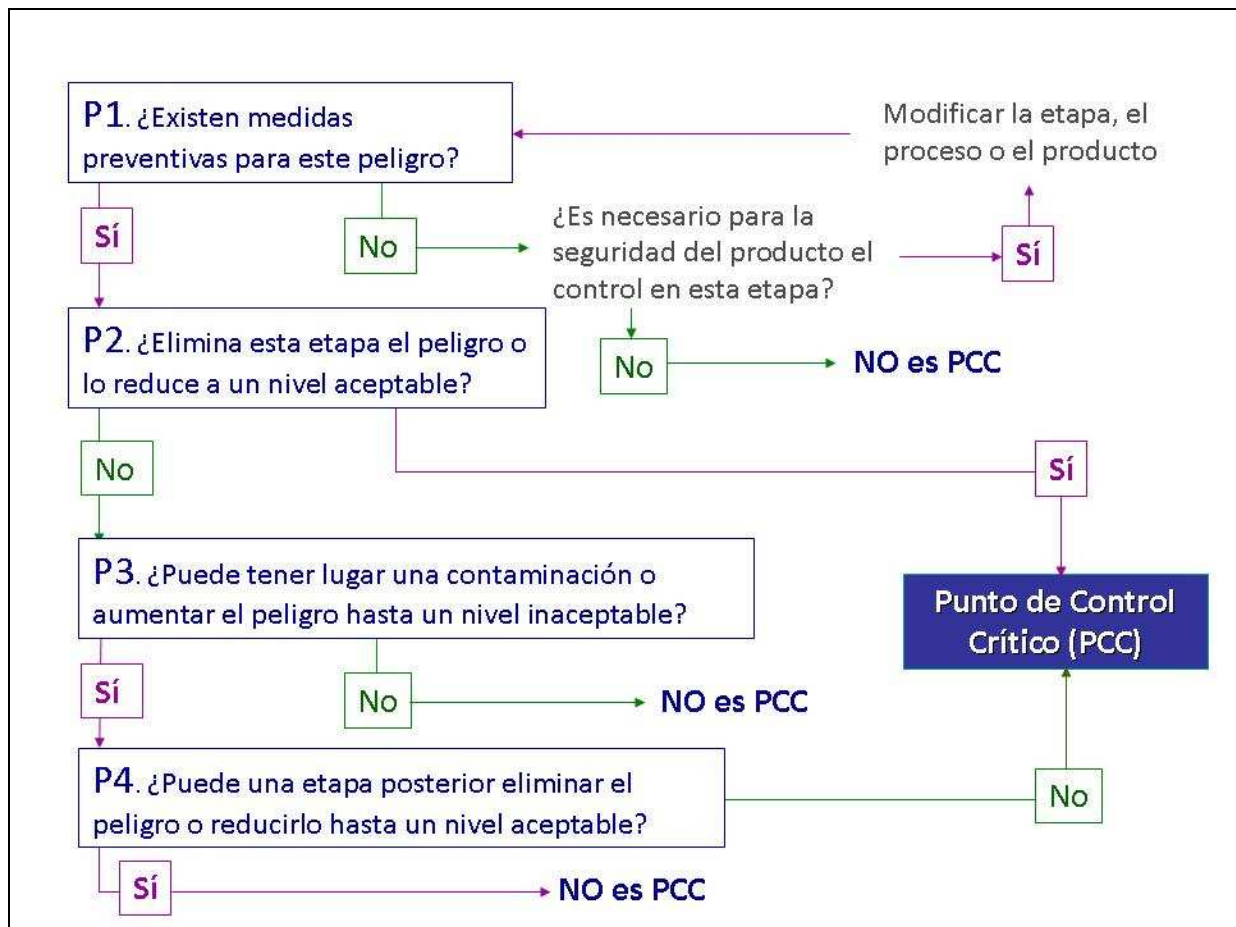 P1. ¿Existen medidas
preventivas para este peligro?
Modificar la etapa, el
proceso o el producto
Sí
No
¿Es necesario para la
seguridad del producto el
control en esta etapa?
Sí
P2. ¿Elimina esta etapa el peligro o
lo reduce a un nivel aceptable?
No
NO es PCC
No
Sí
P3. ¿Puede tener lugar una contaminación o
aumentar el peligro hasta un nivel inaceptable?
Punto de Control
Crítico (PCC)
Sí
No
NO es PCC
P4. ¿Puede una etapa posterior eliminar el
peligro o reducirlo hasta un nivel aceptable?
No
Sí
NO es PCC